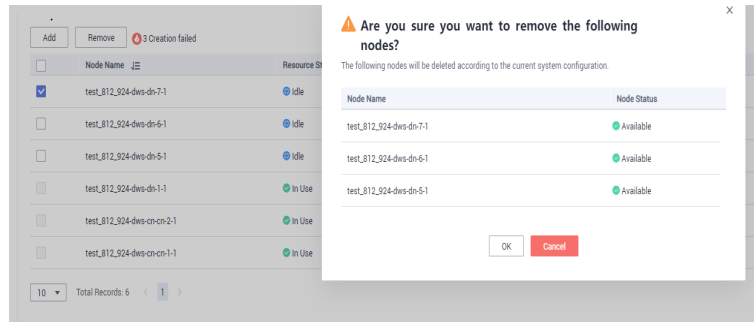 Add
Remove
3 Creation failed
Node Name
Resource St
test_812_924-dws-dn-7-1
Idle
test_812_924-dws-dn-6-1
Idle
test_812_924-dws-dn-5-1
Idle
test_812_924-dws-dn-1-1
In Use
test_812_924-dws-cn-cn-2-1
In Use
test_812_924-dws-cn-cn-1-1
In Use
10
Total Records: 6
1
Are you sure you want to remove the following
nodes?
The following nodes will be deleted according to the current system configuration.
Node Name
Node Status
test_812_924-dws-dn-7-1
Available
test_812_924-dws-dn-6-1
Available
test_812_924-dws-dn-5-1
Available
OK
Cancel